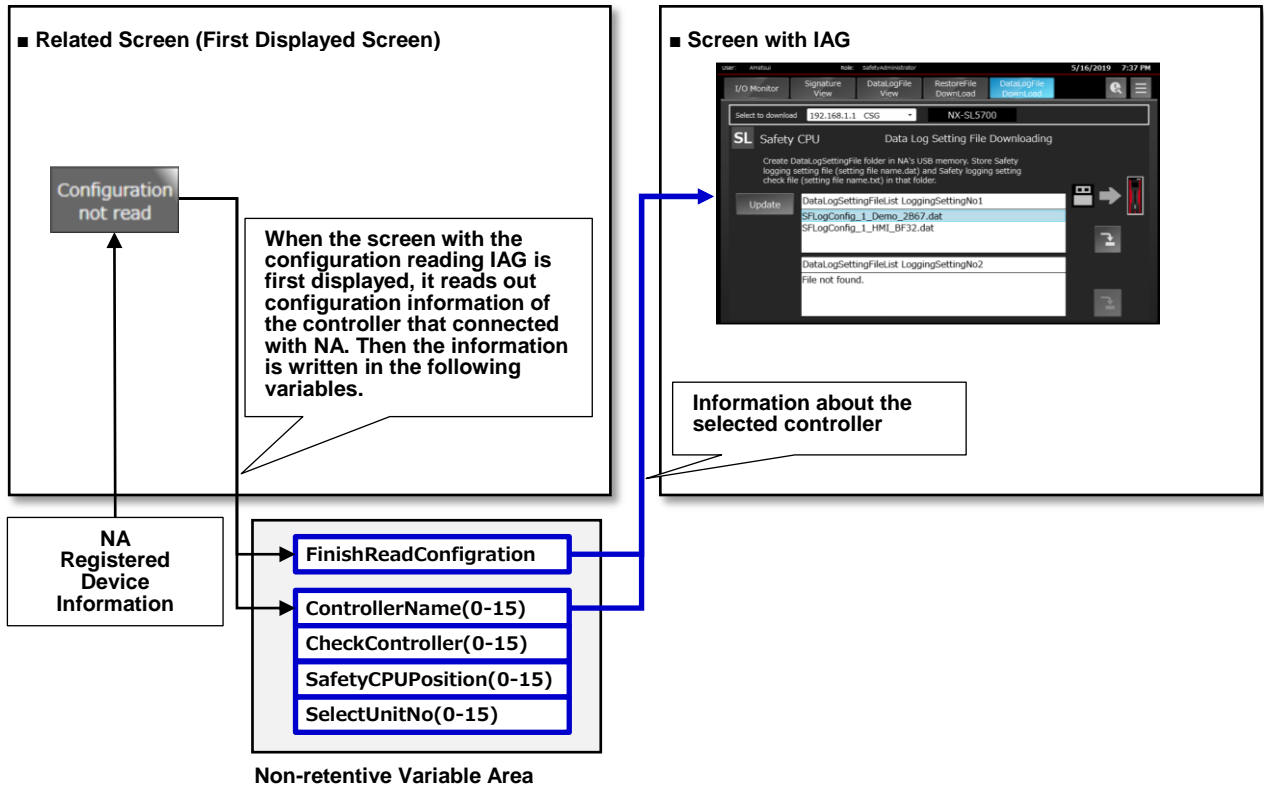 ■ Related Screen (First Displayed Screen)
Configuration
not read
When the screen with the
configuration reading IAG is
first displayed, it reads out
configuration information of
the controller that connected
with NA. Then the information
is written in the following
variables.
NA
Registered
Device
Information
FinishReadConfigration
ControllerName(0-15)
CheckController(0-15)
SafetyCPUPosition(0-15)
SelectUnitNo(0-15)
Non-retentive Variable Area
■ Screen with IAG
User: Amatsui Role: SafetyAdministrator 5/16/2019 7:37 PM
I/O Monitor
Signature
View
DataLogFile
View
RestoreFile
DownLoad
DataLogFile
DownLoad
Select to download 192.168.1.1 CSG NX-SL5700
SL Safety CPU Data Log Setting File Downloading
Create DataLogSettingFile folder in NA's USB memory. Store Safety
logging setting file (setting file name.dat) and Safety logging setting
check file (setting file name.txt) in that folder.
Update
DataLogSettingFileList LoggingSettingNo1
SFLogConfig_1_Demo_2B67.dat
SFLogConfig_1_HMI_BF32.dat
DataLogSettingFileList LoggingSettingNo2
File not found.
Information about the
selected controller